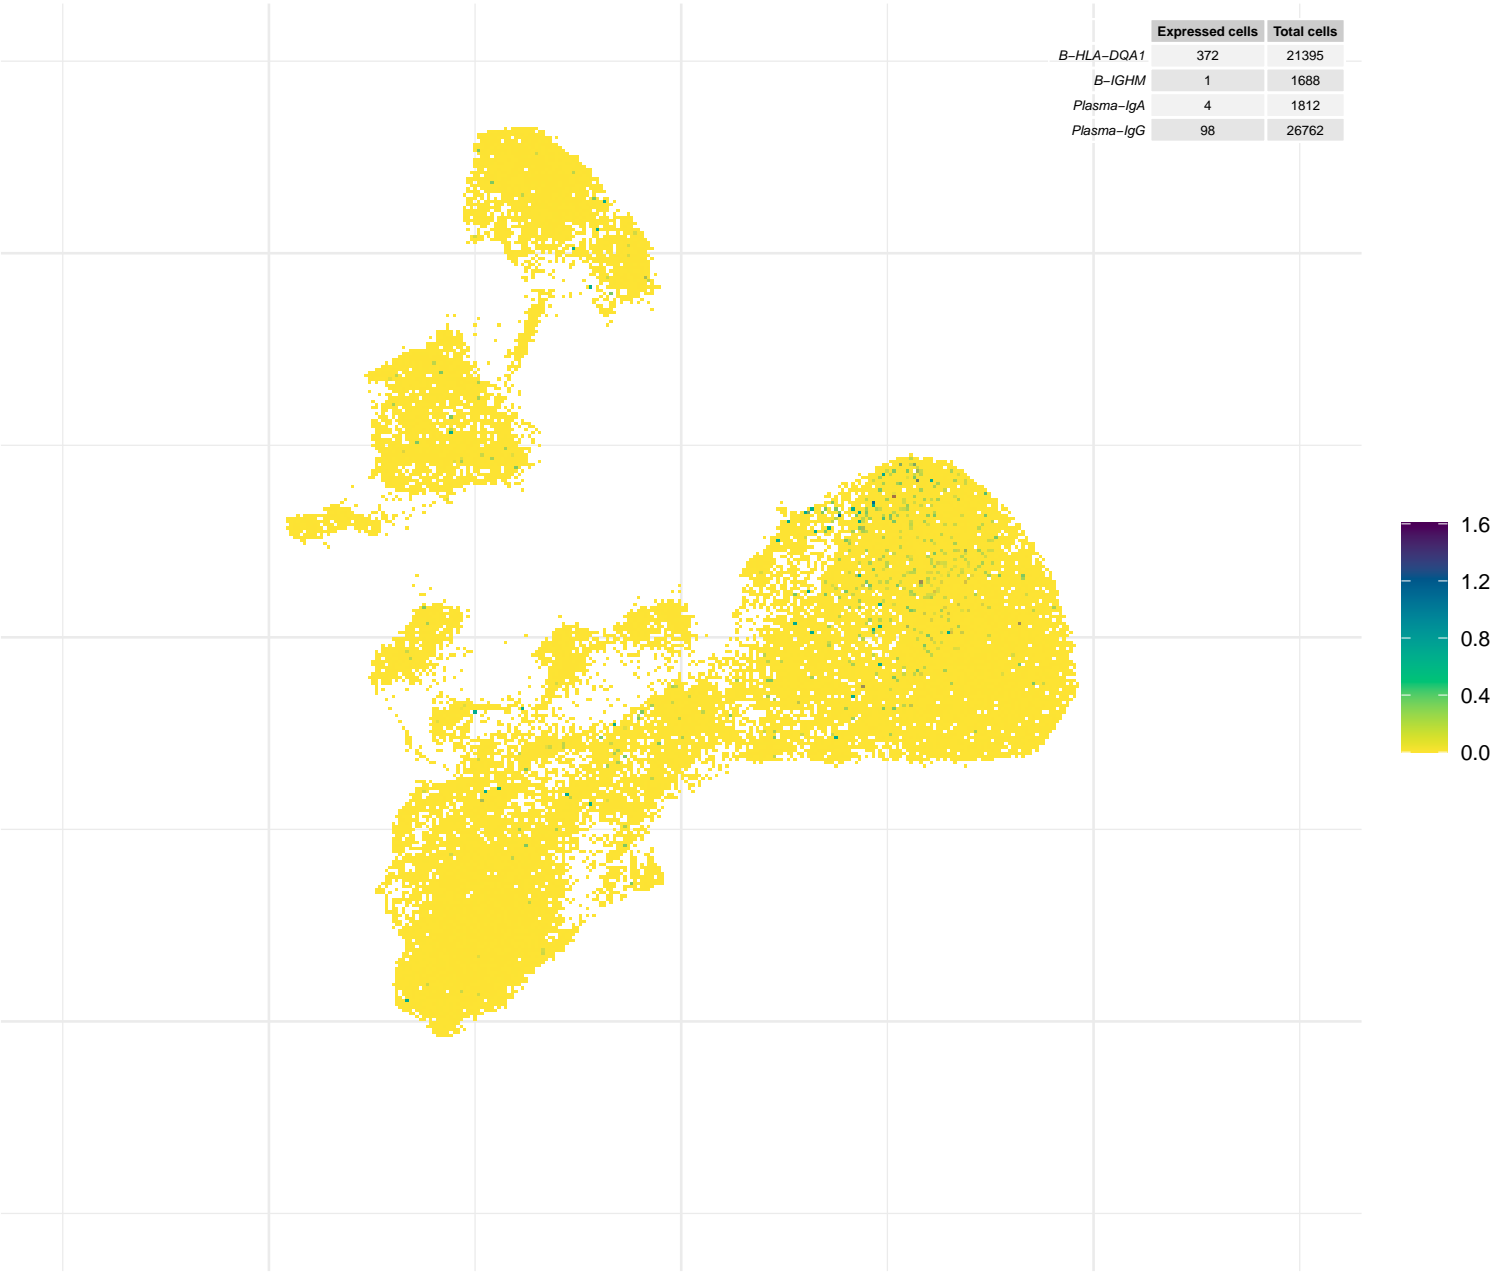 Expressed cells Total cells
B−HLA−DQA1 372 21395
B−IGHM 1 1688
Plasma−IgA 4 1812
Plasma−IgG 98 26762
1.6
1.2
0.8
0.4
0.0